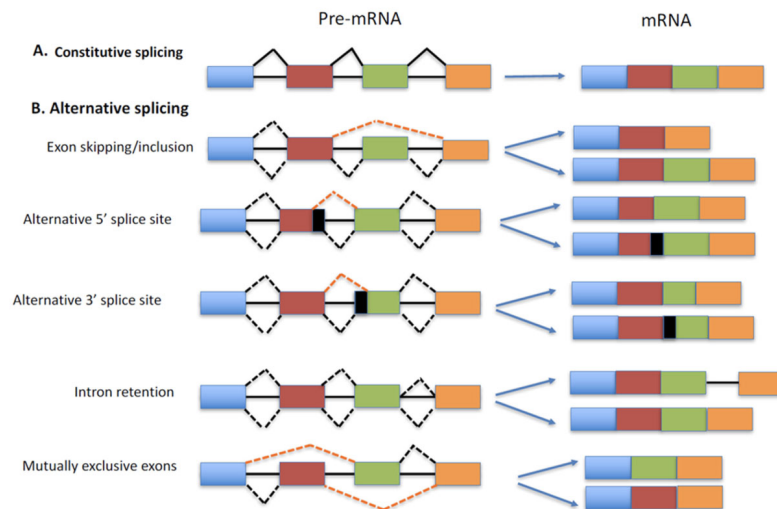 Pre-mRNA
mRNA
A. Constitutive splicing
B. Alternative splicing
Exon skipping/inclusion
Alternative 5’ splice site
Alternative 3’ splice site
Intron retention
Mutually exclusive exons